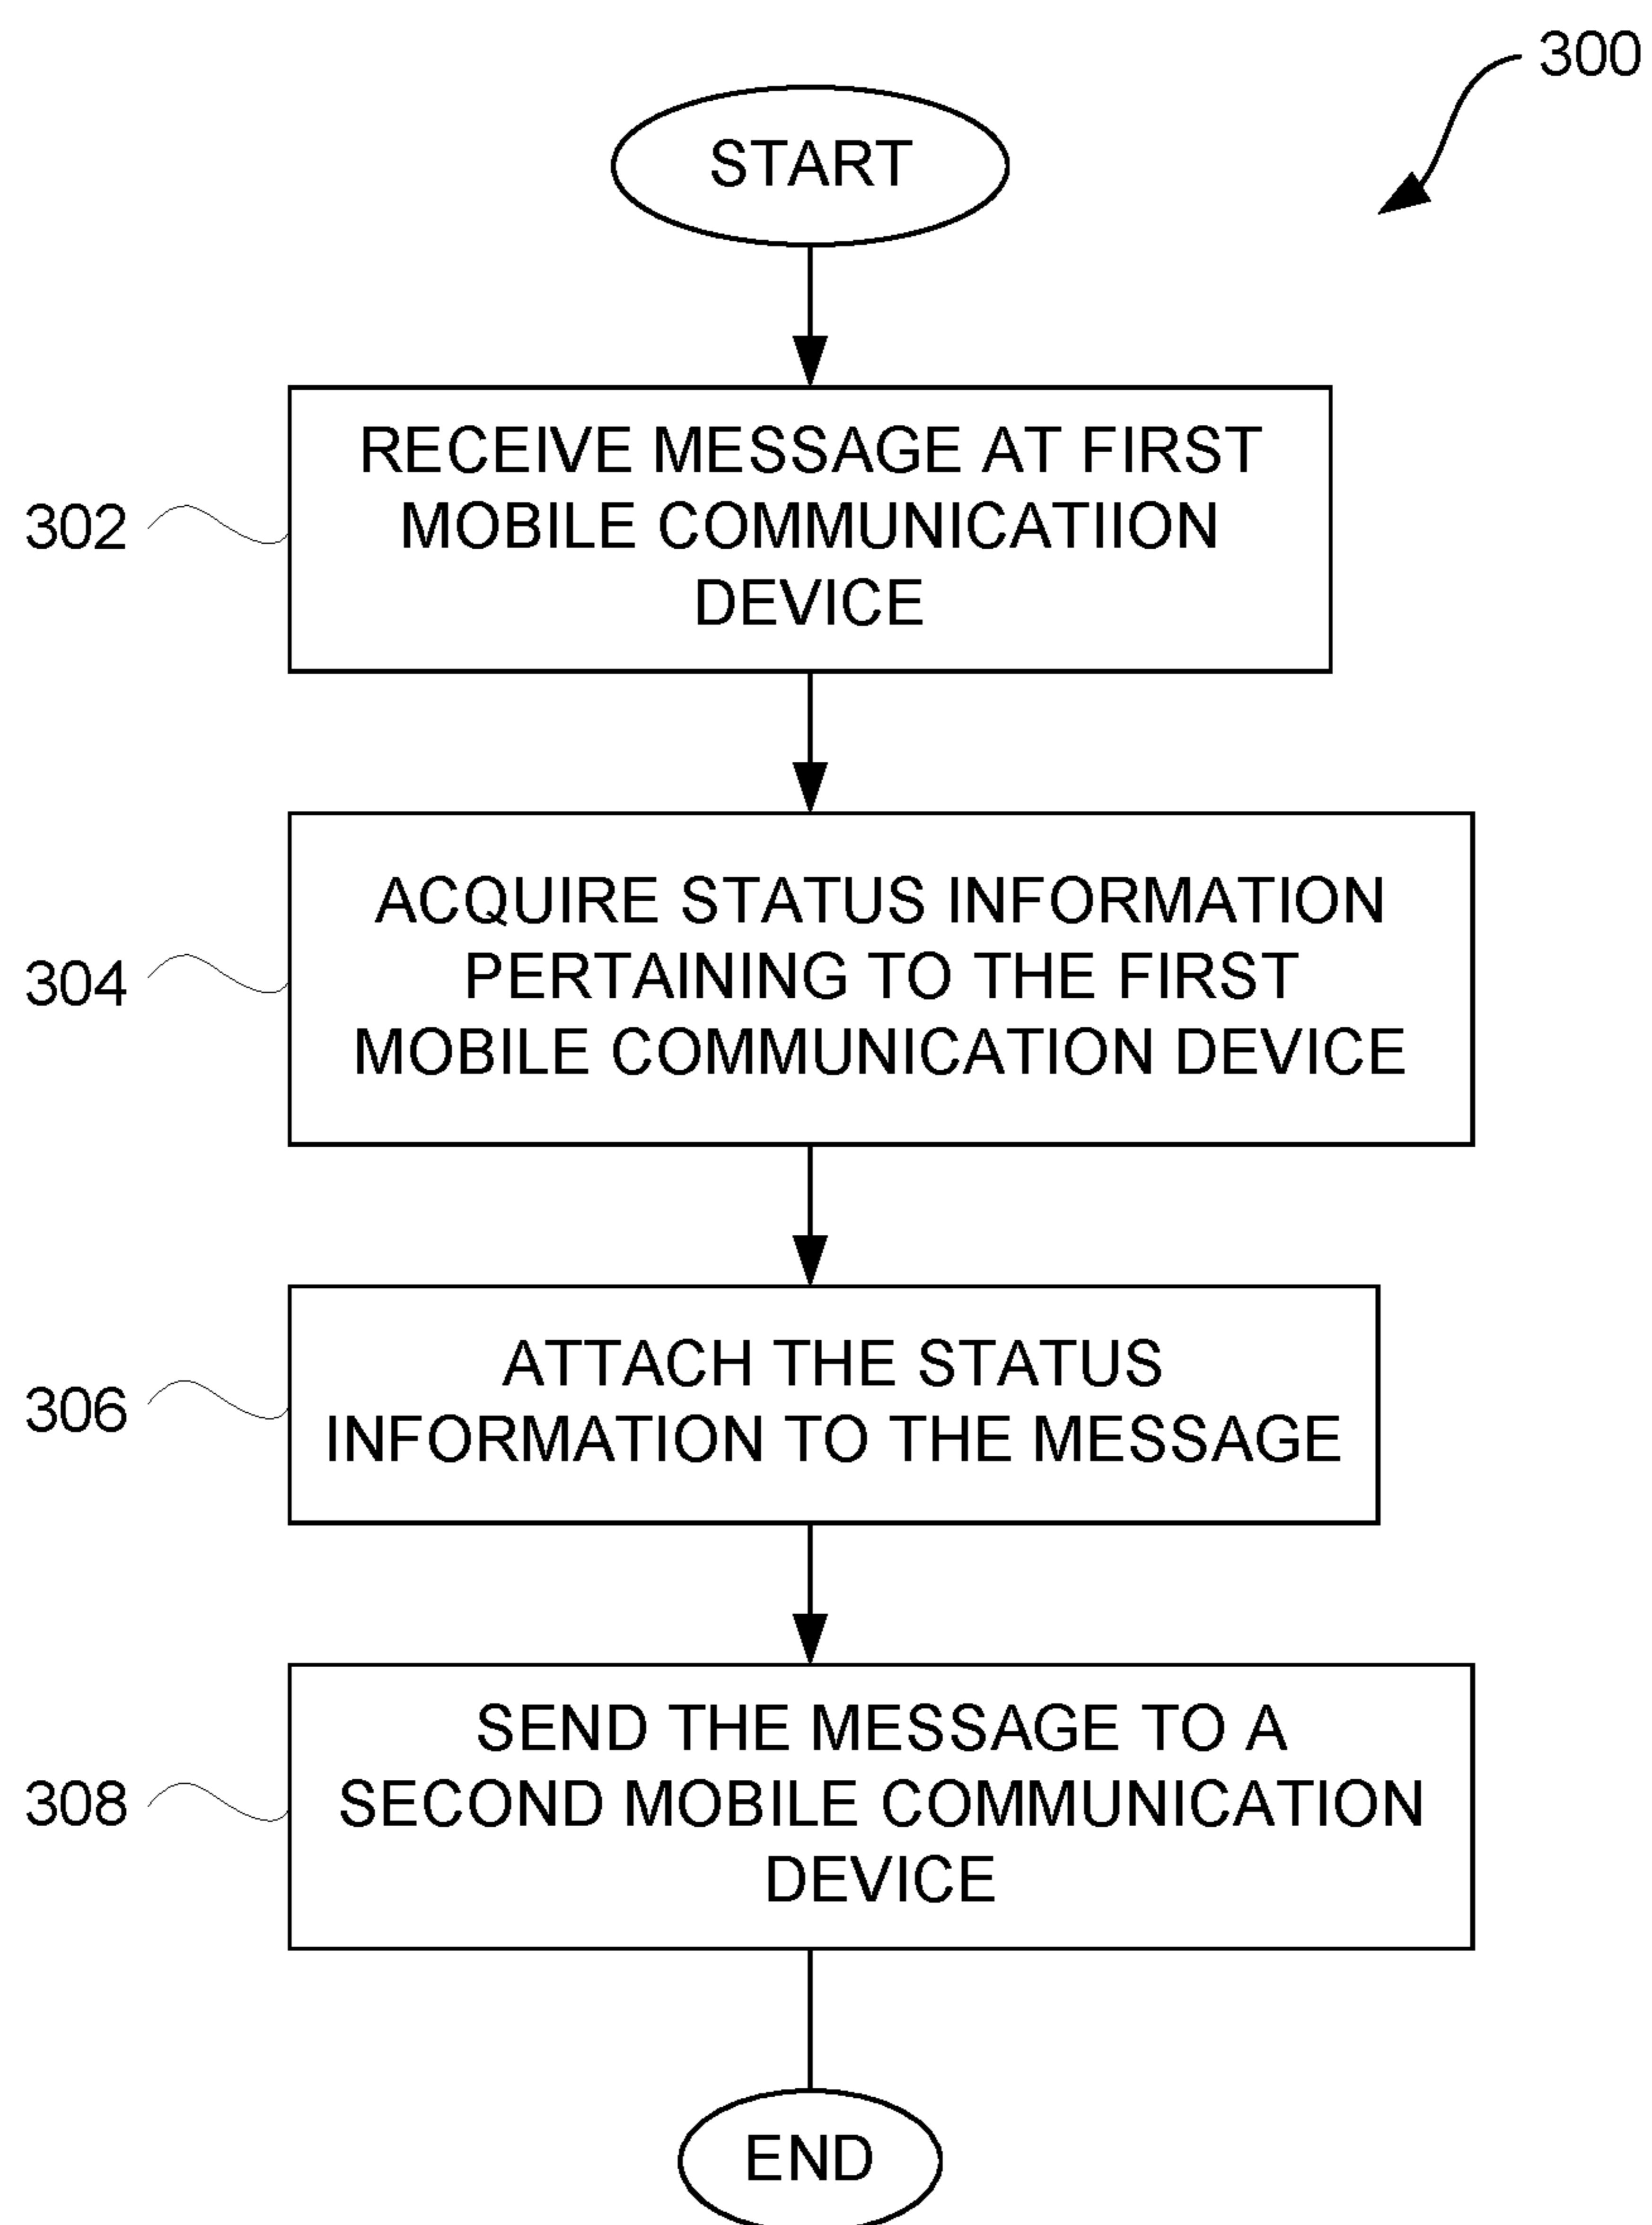 300
START
302
RECEIVE MESSAGE AT FIRST
MOBILE COMMUNICATIION
DEVICE
304
ACQUIRE STATUS INFORMATION
PERTAINING TO THE FIRST
MOBILE COMMUNICATION DEVICE
306
ATTACH THE STATUS
INFORMATION TO THE MESSAGE
308
SEND THE MESSAGE TO A
SECOND MOBILE COMMUNICATION
DEVICE
END